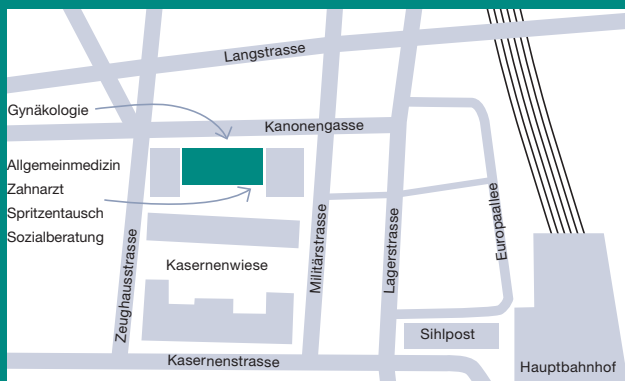 Langstrasse
Gynäkologie
Kanonengasse
Allgemeinmedizin
Zahnarzt
Spritzentausch
Sozialberatung
Zeughausstrasse
Kasernenwiese
Militärstrasse
Lagerstrasse
Europaallee
Sihlpost
Kasernenstrasse
Hauptbahnhof